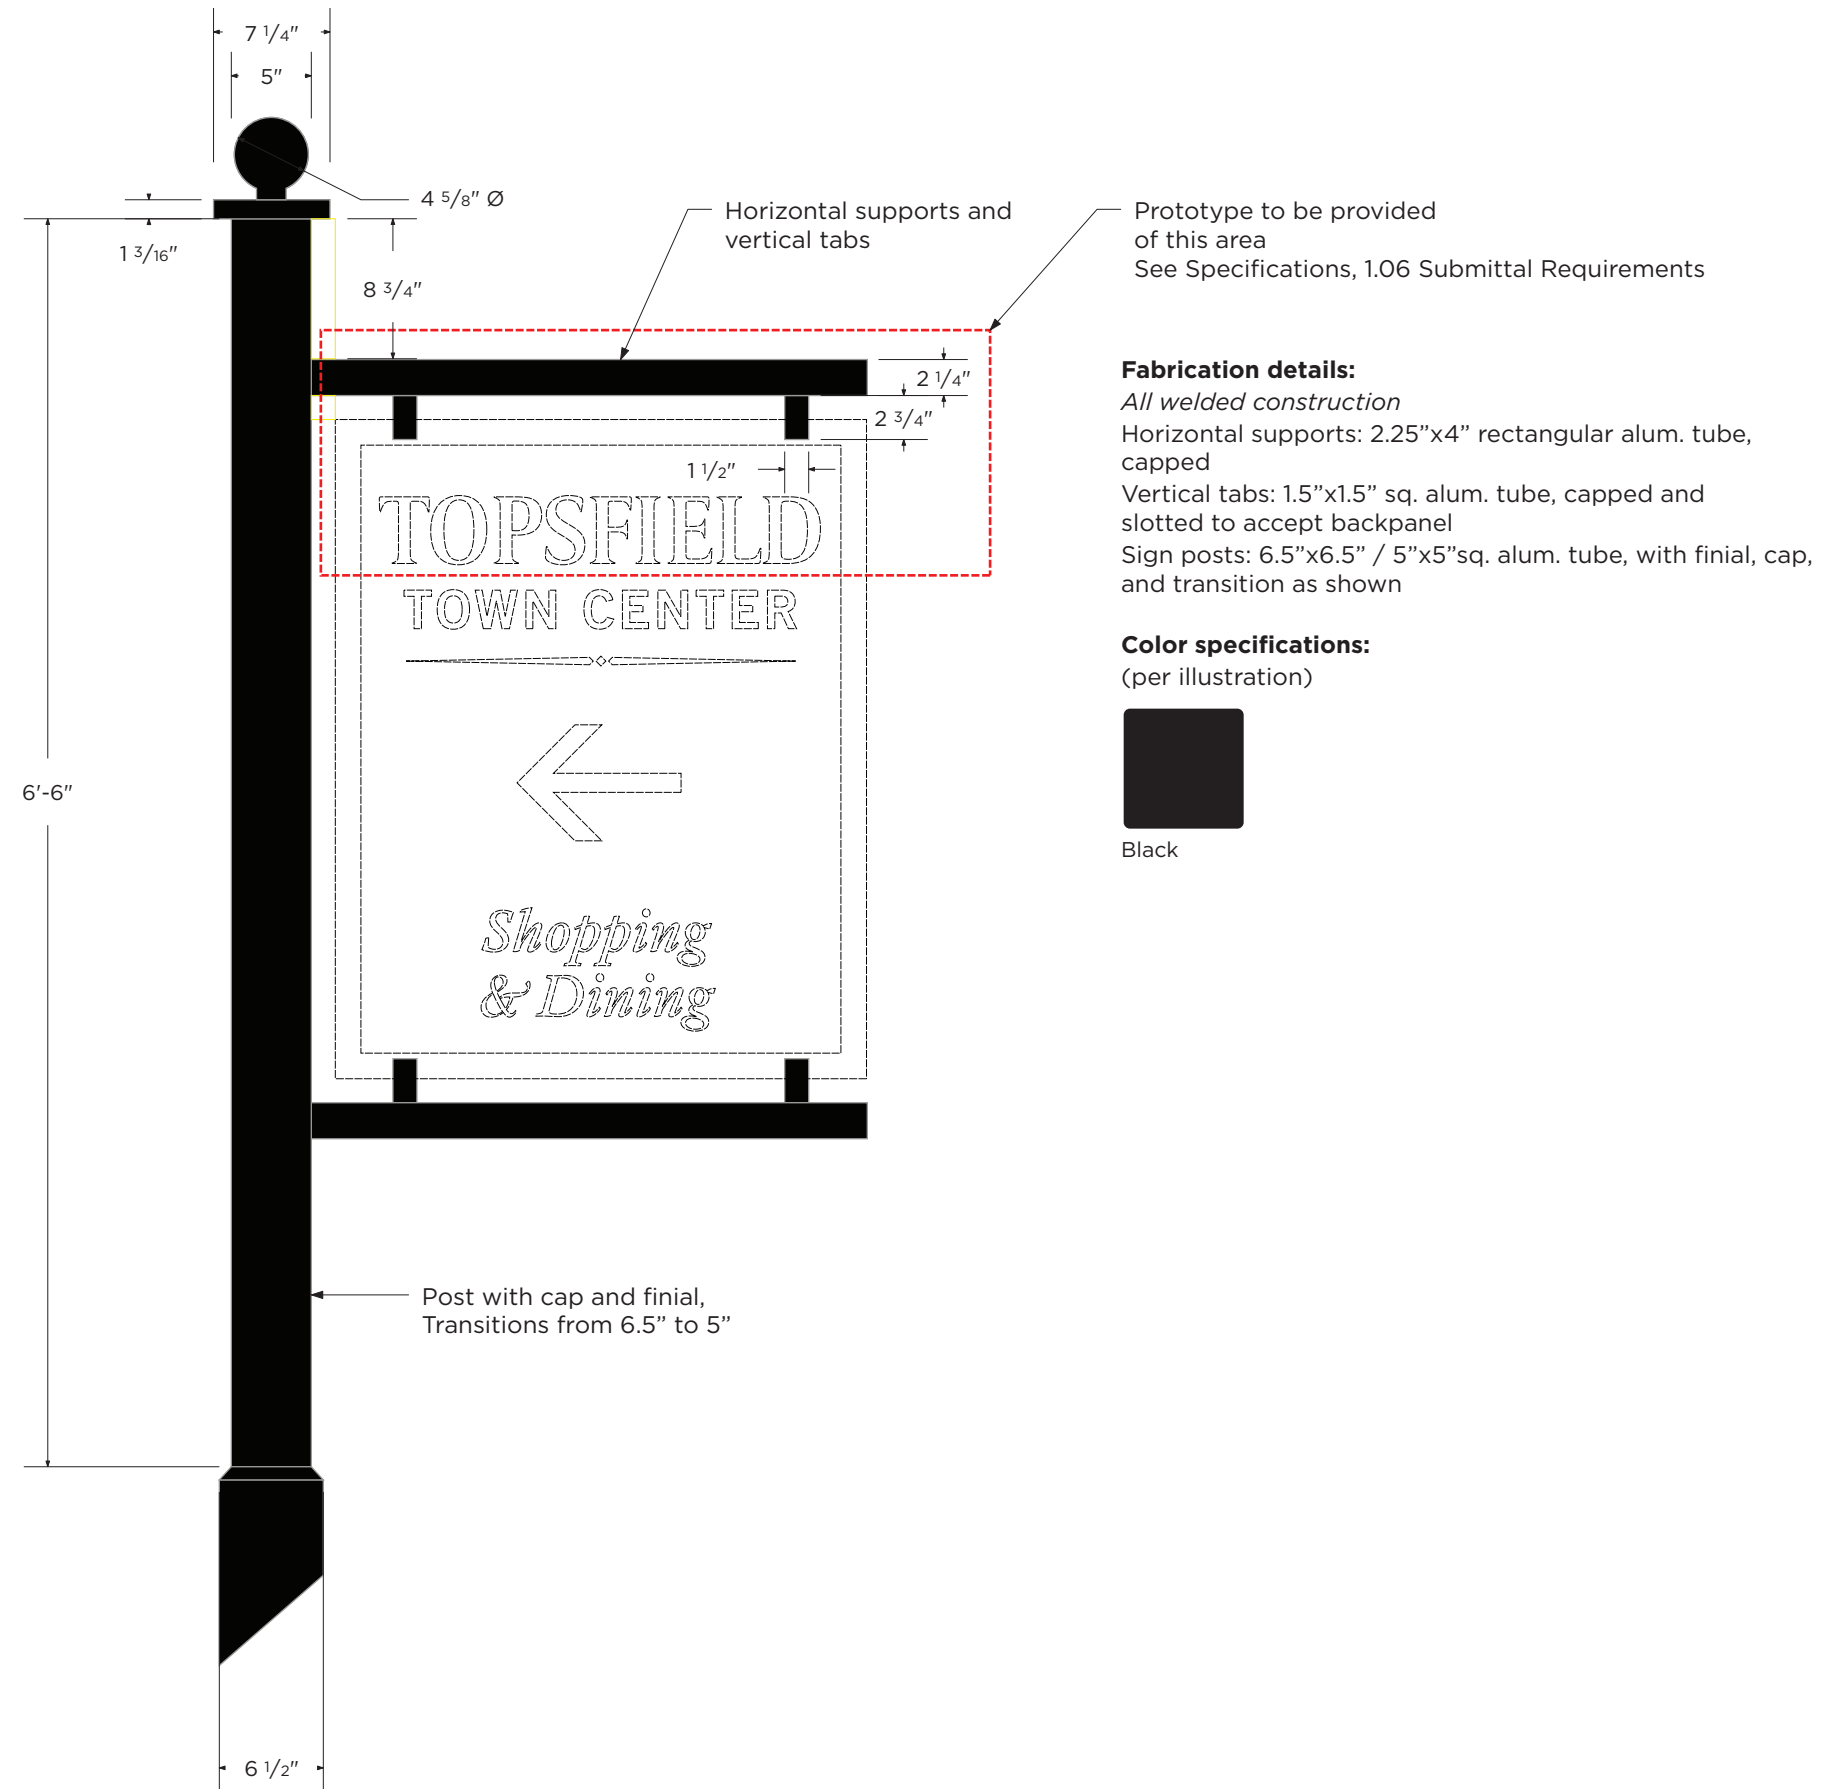 7 1/4"
5"
4 5/8" Ø
1 3/16"
8 3/4"
Horizontal supports and
vertical tabs
Prototype to be provided
of this area
See Specifications, 1.06 Submittal Requirements
2 1/4"
2 3/4"
1 1/2"
TOPSFIELD
TOWN CENTER
Shopping
& Dining
6'-6"
Post with cap and finial,
Transitions from 6.5” to 5”
6 1/2"
Fabrication details:
All welded construction
Horizontal supports: 2.25”x4” rectangular alum. tube,
capped
Vertical tabs: 1.5”x1.5” sq. alum. tube, capped and
slotted to accept backpanel
Sign posts: 6.5”x6.5” / 5”x5”sq. alum. tube, with finial, cap,
and transition as shown
Color specifications:
(per illustration)
Black